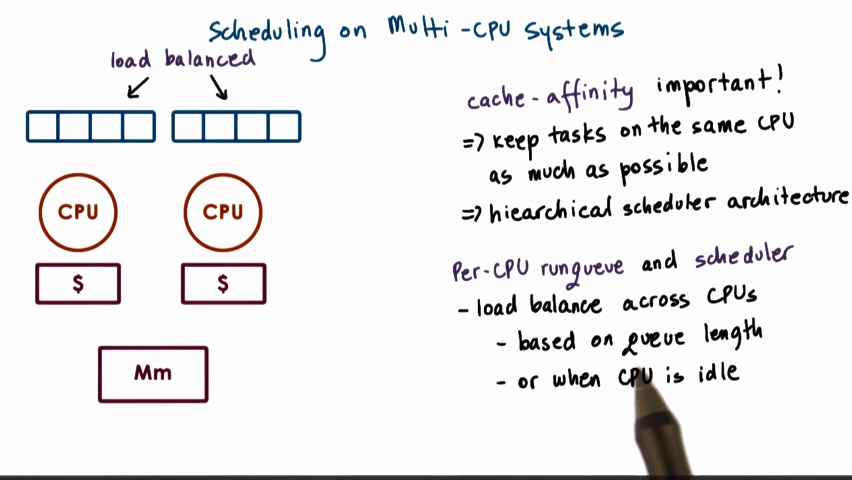 Scheduling on Multi-CPU Systems
load balanced
CPU
CPU
$
$
Mm
cache-affinity important!
=> keep tasks on the same CPU
as much as possible
=> hiearchical scheduler architecture
Per-CPU runqueue and scheduler
- load balance across CPUs
- based on queue length
- or when CPU is idle